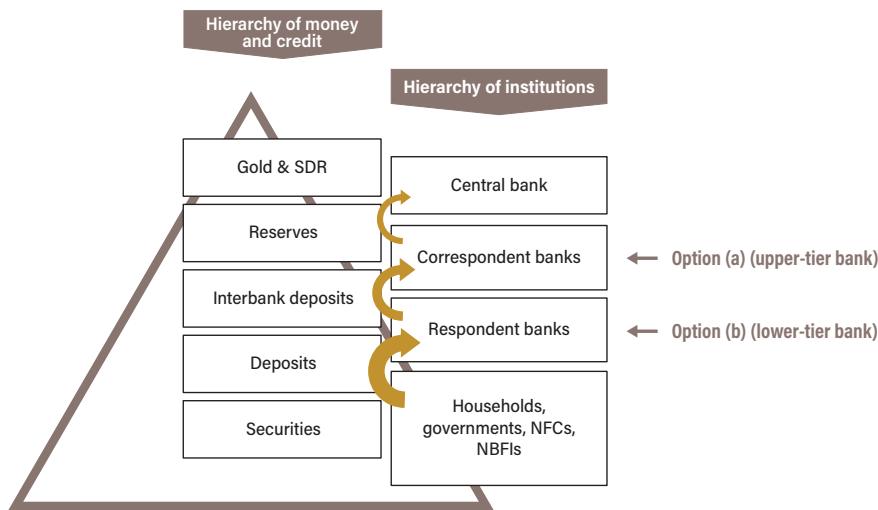 Hierarchy of money
and credit
Hierarchy of institutions
Gold & SDR
Central bank
Reserves
Correspondent banks
Option (a) (upper-tier bank)
Interbank deposits
Respondent banks
Option (b) (lower-tier bank)
Deposits
Households,
governments, NFCs,
NBFIs
Securities